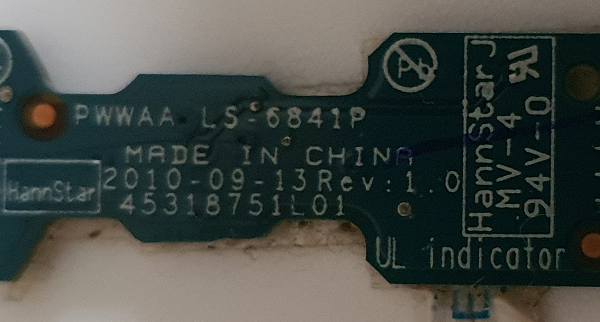 PWWAA LS-6841P
MADE IN CHINA
2010-09-13 Rev:1.0
45318751L01
HannStar
HannStar J
MV-4
94V-0
UL indicator